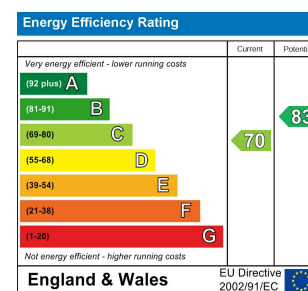 Energy Efficiency Rating
Current Potenti
Very energy efficient - lower running costs
(92 plus) A
(81-91) B
83
(69-80) C
70
(55-68) D
(39-54) E
(21-38) F
(1-20) G
Not energy efficient - higher running costs
England & Wales
EU Directive
2002/91/EC